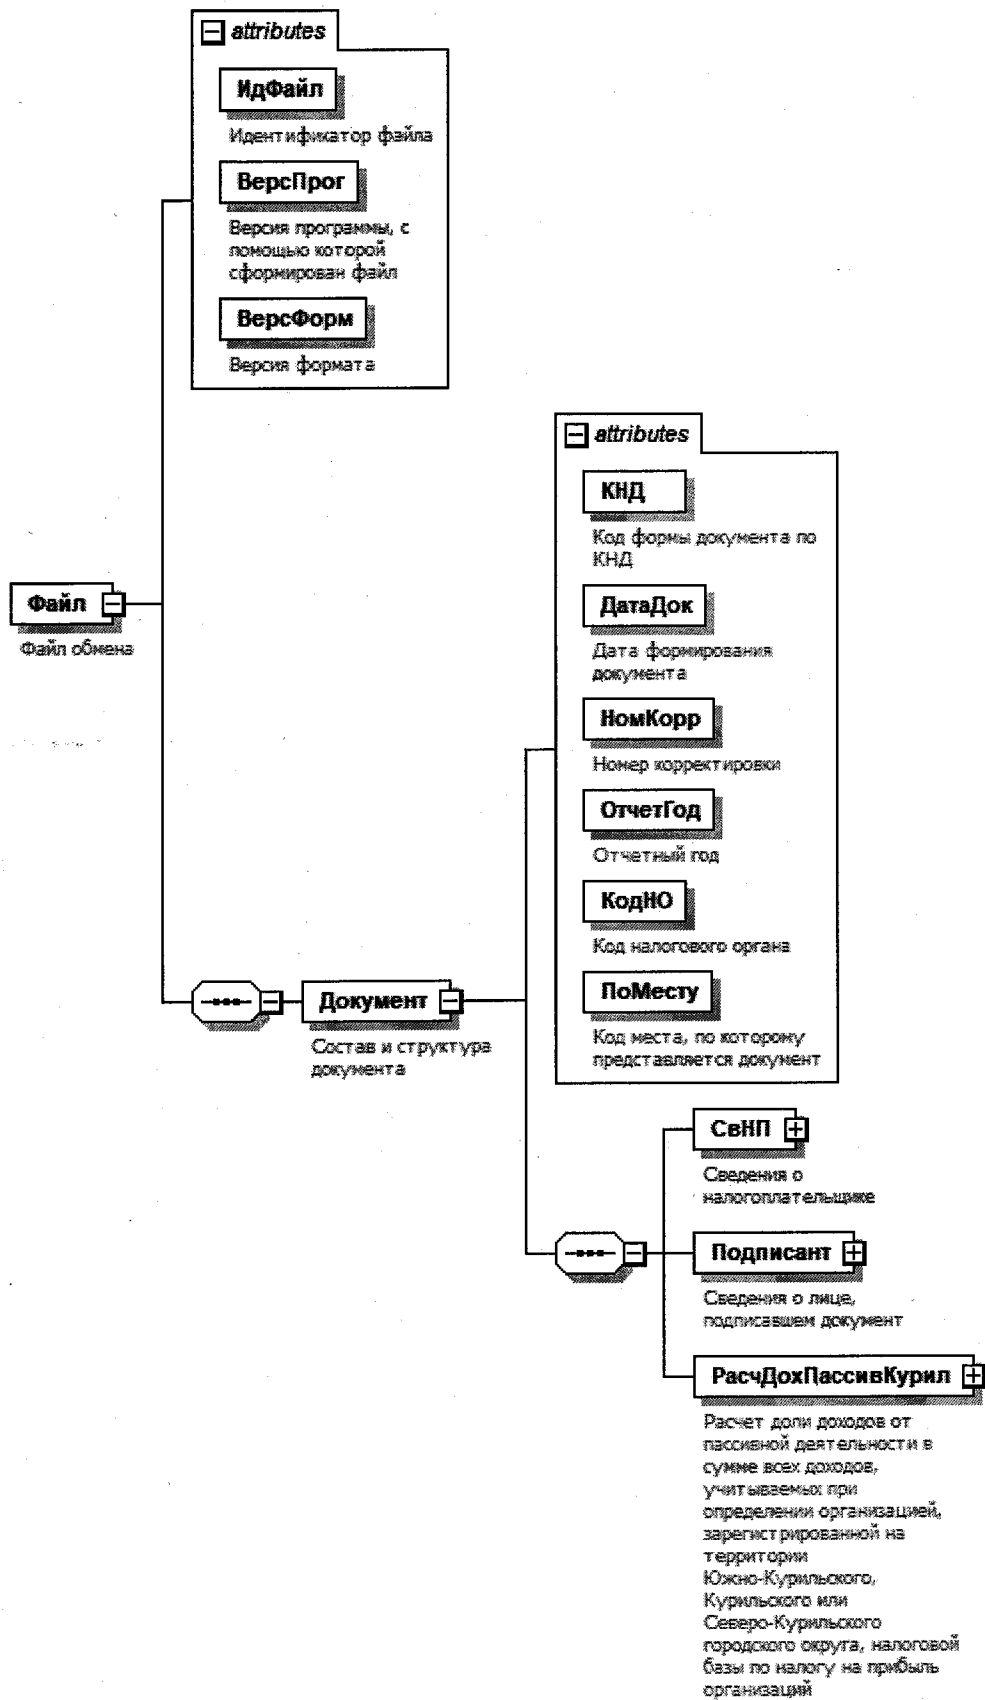 attributes
ИдФайл
Идентификатор файла
ВерсПрог
Версия программы, с
помощью которой
сформирован файл
ВерсФорм
Версия формата
attributes
КНД
Код формы документа по
КНД
Файл
Файл обмена
ДатаДок
Дата формирования
документа
НомКорр
Номер корректировки
ОтчетГод
Отчетный год
КодНО
Код налогового органа
ПоМесту
Код места, по которому
представляется документ
Документ
Состав и структура
документа
СвНП
Сведения о
налогоплательщике
Подписант
Сведения о лице,
подписавшем документ
РасчДохПассивКурил
Расчет доли доходов от
пассивной деятельности в
сумме всех доходов,
учитываемых при
определении организацией,
зарегистрированной на
территории
Южно-Курильского,
Курильского или
Северо-Курильского
городского округа, налоговой
базы по налогу на прибыль
организаций